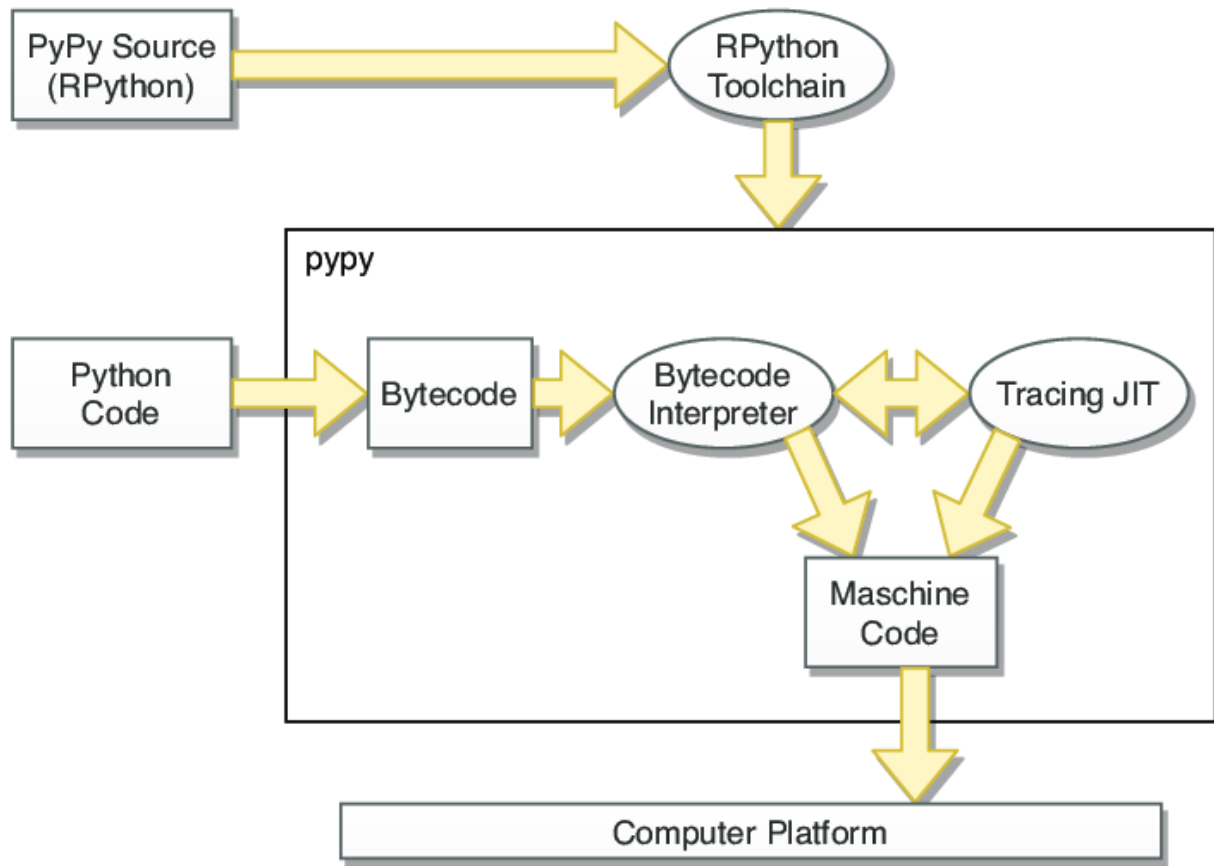 PyPy Source
(RPython)
RPython
Toolchain
pypy
Python
Code
Bytecode
Bytecode
Interpreter
Tracing JIT
Maschine
Code
Computer Platform